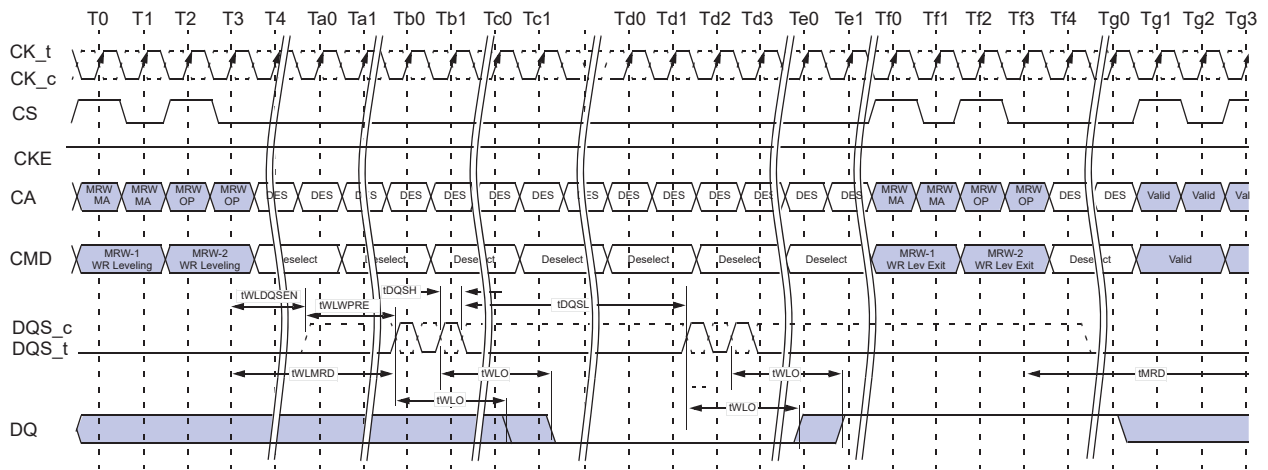 T0 T1 T2 T3 T4 Ta0 Ta1 Tb0 Tb1 Tc0 Tc1 Td0 Td1 Td2 Td3 Te0 Te1 Tf0 Tf1 Tf2 Tf3 Tf4 Tg0 Tg1 Tg2 Tg3
CK_t
CK_c
CS
CKE
CA
MRW MA
MRW MA
MRW OP
MRW OP
DES DES DES DES DES DES DES DES DES DES DES DES DES DES
MRW MA
MRW MA
MRW OP
MRW OP
DES DES Valid Valid
CMD
MRW-1
WR Leveling
MRW-2
WR Leveling
Deselect Deselect Deselect Deselect Deselect Deselect Deselect
MRW-1
WR Lev Exit
MRW-2
WR Lev Exit
Deselect
Valid
tWLDQSEN
tWLWPRE
tDQSH
tDQSL
DQS_c
DQS_t
tWLMRD
tWLO
tWLO
tMRD
tWLO
tWLO
DQ